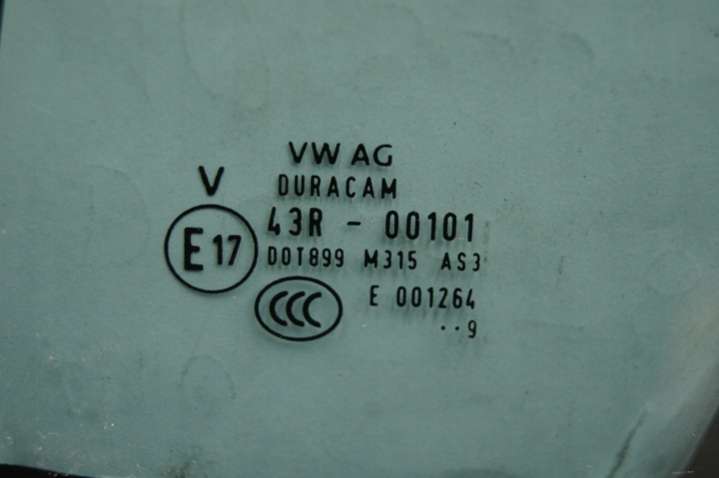 VW AG
V
DURACAM
43R - 00101
E 17
DOT899 M315 AS3
CCC
E 001264
··9